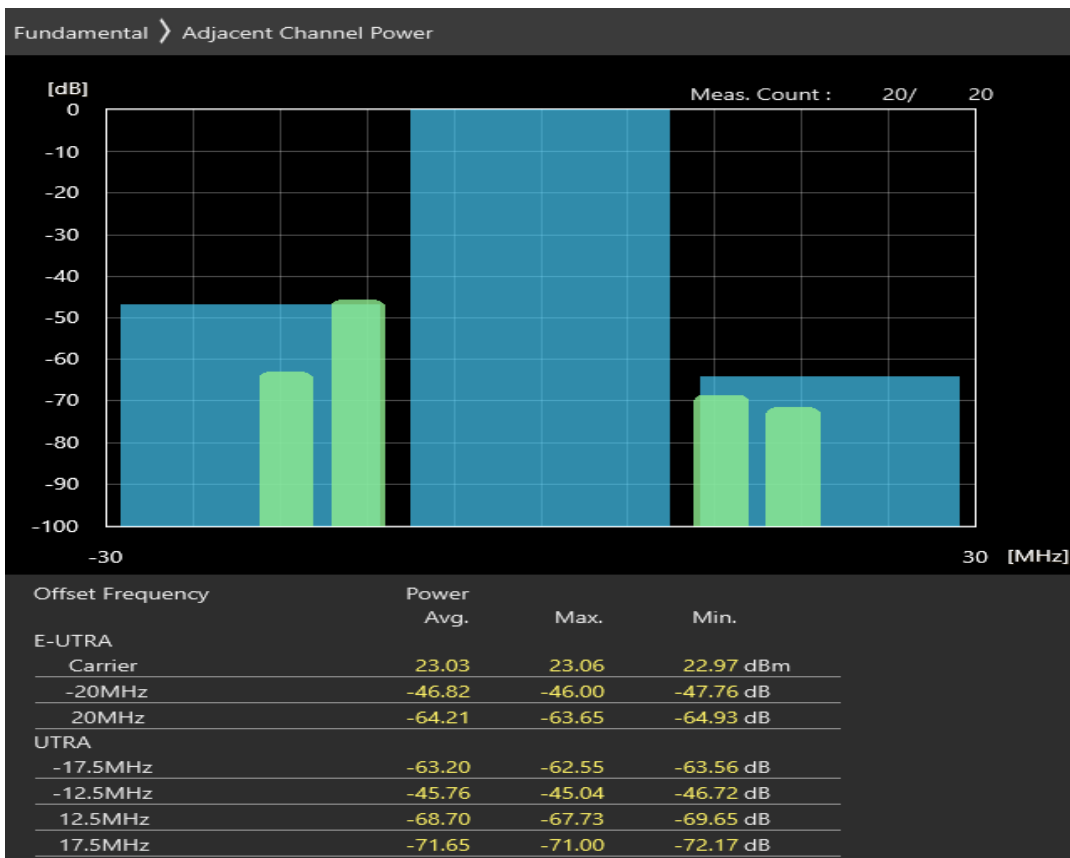 Fundamental 〉 Adjacent Channel Power
[dB]
Meas. Count : 20/ 20
0
-10
-20
-30
-40
-50
-60
-70
-80
-90
-100
-30 30 [MHz]
Offset Frequency Power
Avg. Max. Min.
E-UTRA
Carrier 23.03 23.06 22.97 dBm
-20MHz -46.82 -46.00 -47.76 dB
20MHz -64.21 -63.65 -64.93 dB
UTRA
-17.5MHz -63.20 -62.55 -63.56 dB
-12.5MHz -45.76 -45.04 -46.72 dB
12.5MHz -68.70 -67.73 -69.65 dB
17.5MHz -71.65 -71.00 -72.17 dB